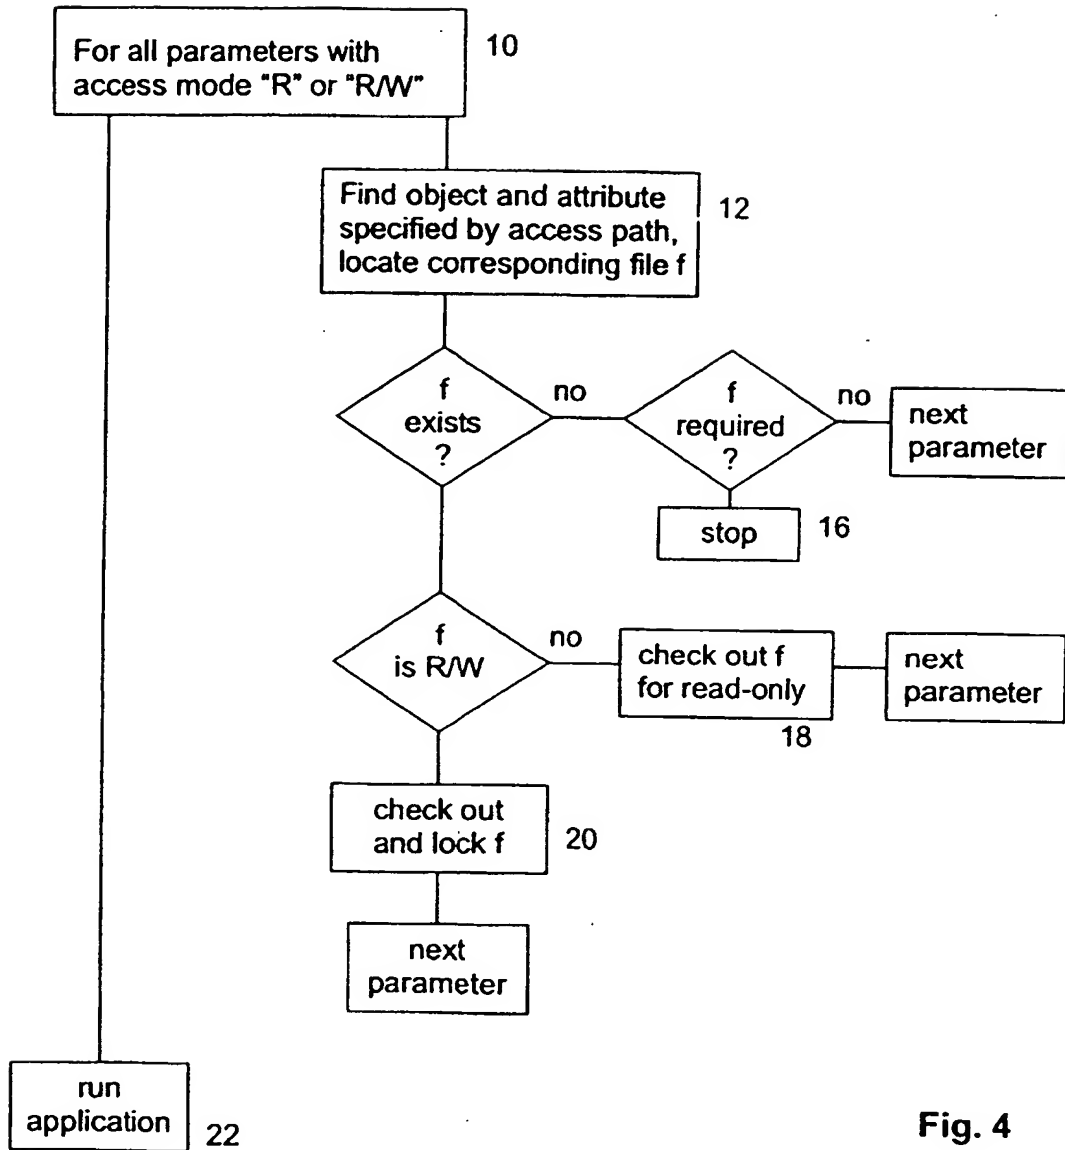 For all parameters with
access mode "R" or "R/W"
10
Find object and attribute
specified by access path,
locate corresponding file f
12
f
exists
?
no
f
required
?
no
next
parameter
stop
16
f
is R/W
no
check out f
for read-only
18
next
parameter
check out
and lock f
20
next
parameter
run
application
22
Fig. 4